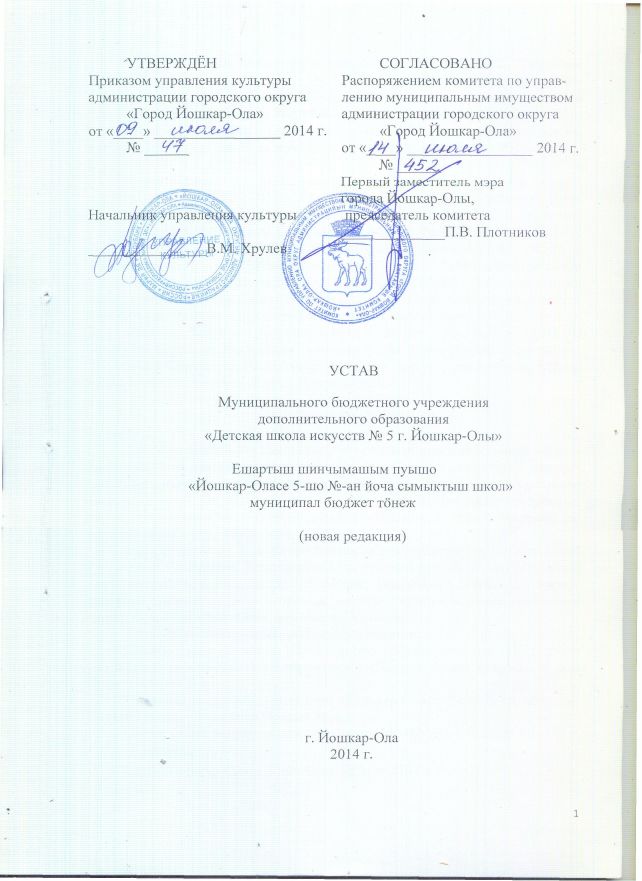 УТВЕРЖДЁН
Приказом управления культуры
администрации городского округа
«Город Йошкар-Ола»
от «09» июля 2014 г.
№ 47
Начальник управления культуры
В.М. Хрулев
СОГЛАСОВАНО
Распоряжением комитета по управ-
лению муниципальным имуществом
администрации городского округа
«Город Йошкар-Ола»
от «14» июля 2014 г.
№ 452
Первый заместитель мэра
города Йошкар-Олы,
председатель комитета
П.В. Плотников
УСТАВ
Муниципального бюджетного учреждения
дополнительного образования
«Детская школа искусств № 5 г. Йошкар-Олы»
Ешартыш шинчымашым пуышо
«Йошкар-Оласе 5-шо №-ан йоча сымыктыш школ»
муниципал бюджет тӧнеж
(новая редакция)
г. Йошкар-Ола
2014 г.
1